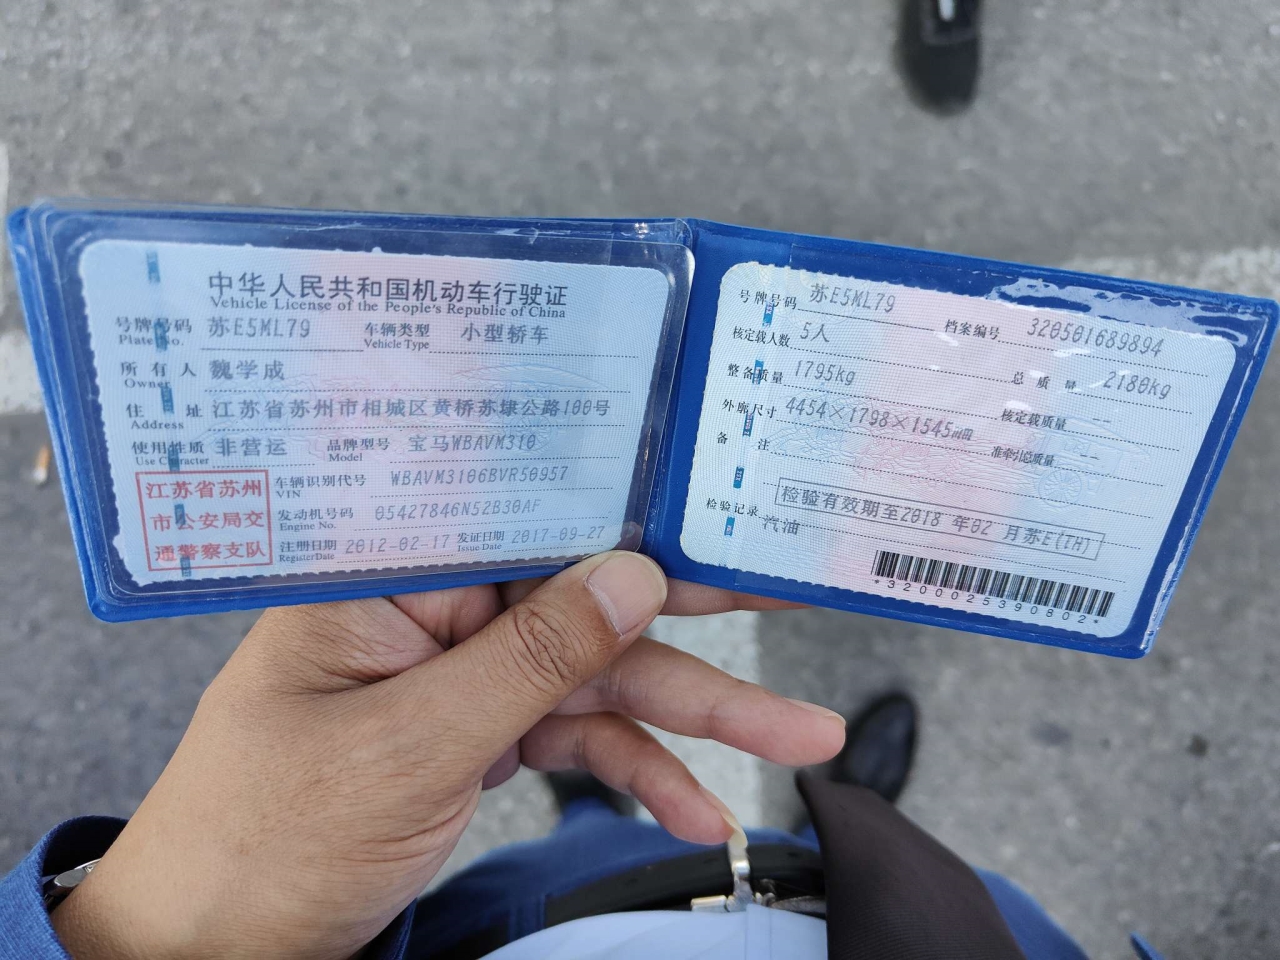 中华人民共和国机动车行驶证
Vehicle License of the People's Republic of China
号牌号码 苏E5ML79 车辆类型 小型轿车
Plate No. Vehicle Type
所有人 魏学成
Owner
住址 江苏省苏州市相城区黄桥苏埭公路100号
Address
使用性质 非营运 品牌型号 宝马WBAVM310
Use Character Model
江苏省苏州
市公安局交
通警察支队
车辆识别代号 WBAVM3106BVR50957
VIN
发动机号码 05427846N52B30AF
Engine No.
注册日期 2012-02-17 发证日期 2017-09-27
Register Date Issue Date
号牌号码 苏E5ML79 档案编号 320501689894
核定载人数 5人 总质量 2180kg
整备质量 1795kg 核定载质量 --
外廓尺寸 4454×1798×1545mm 准牵引总质量 --
备注
检验有效期至2018年02月苏E(TH)
检验记录 汽油
*3200025390802*